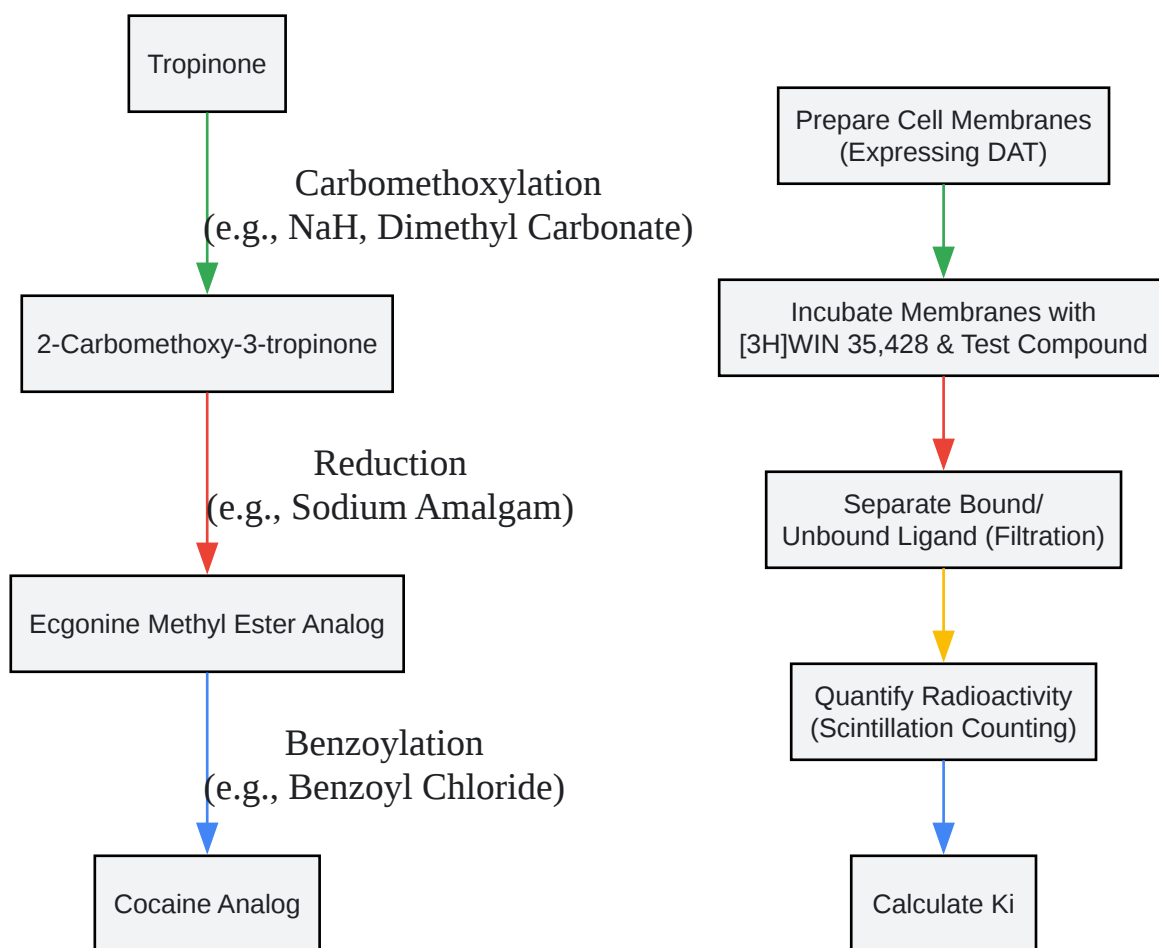 Tropinone
Carbomethoxylation
(e.g., NaH, Dimethyl Carbonate)
2-Carbomethoxy-3-tropinone
Reduction
(e.g., Sodium Amalgam)
Ecgonine Methyl Ester Analog
Benzoylation
(e.g., Benzoyl Chloride)
Cocaine Analog
Prepare Cell Membranes
(Expressing DAT)
Incubate Membranes with
[3H]WIN 35,428 & Test Compound
Separate Bound/
Unbound Ligand (Filtration)
Quantify Radioactivity
(Scintillation Counting)
Calculate Ki